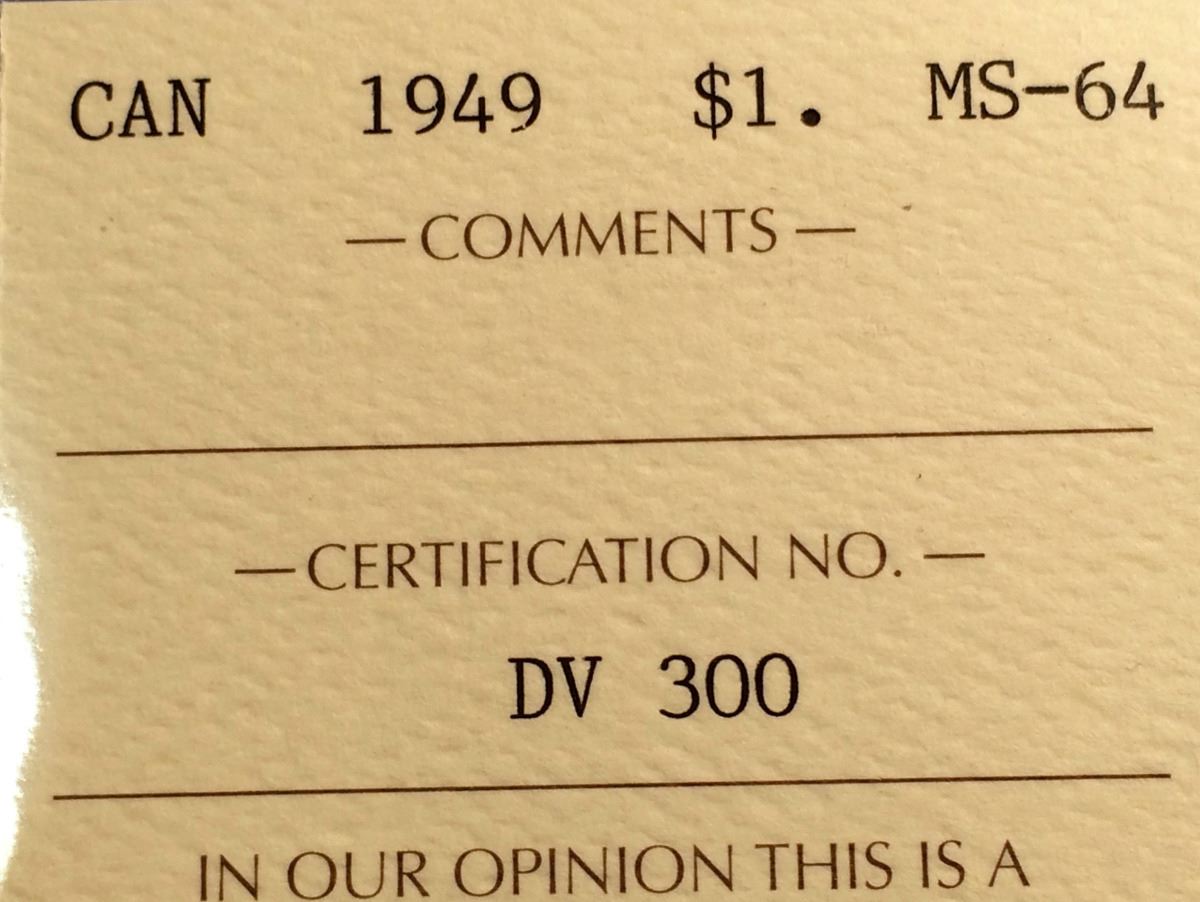 CAN 1949 $1. MS-64
— COMMENTS —
— CERTIFICATION NO. —
DV 300
IN OUR OPINION THIS IS A